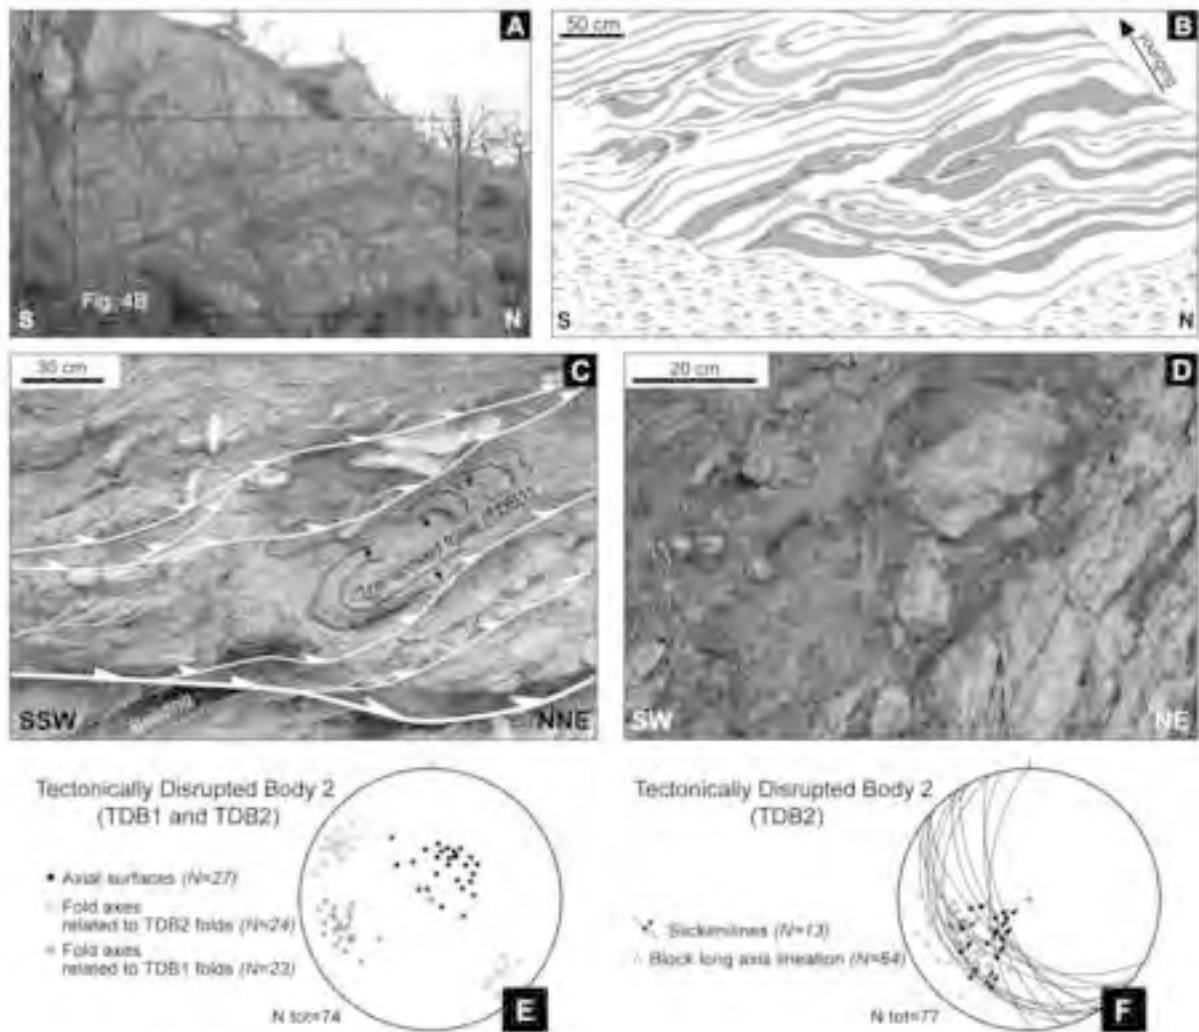 A
Fig. 4B
S
N
50 cm
B
younging
S
N
30 cm
C
SSW
NNE
20 cm
D
SW
NE
Tectonically Disrupted Body 2
(TDB1 and TDB2)
Axial surfaces (N=27)
Fold axes
related to TDB2 folds (N=24)
Fold axes
related to TDB1 folds (N=23)
N tot=74
E
Tectonically Disrupted Body 2
(TDB2)
Slickenlines (N=13)
Block long axis lineation (N=64)
N tot=77
F